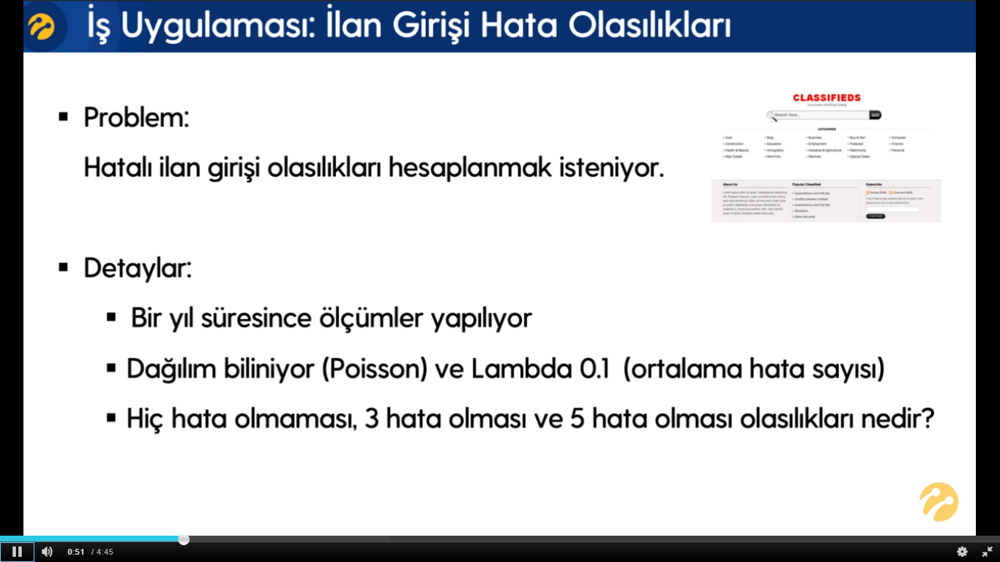 İş Uygulaması: İlan Girişi Hata Olasılıkları
▪ Problem:
Hatalı ilan girişi olasılıkları hesaplanmak isteniyor.
CLASSIFIEDS
Just another WordPress weblog
Search here... GO!
CATEGORIES
• Auto • Blog • Business • Buy & Sell • Computer
• Construction • Education • Employment • Featured • Finance
• Health & Beauty • Immigration • Industrial & Agricultural • Matrimony • Personal
• Real Estate • Rent/Hire • Services • Special Deals
About Us Popular Classified Subscribe
▪ Detaylar:
▪ Bir yıl süresince ölçümler yapılıyor
▪ Dağılım biliniyor (Poisson) ve Lambda 0.1 (ortalama hata sayısı)
▪ Hiç hata olmaması, 3 hata olması ve 5 hata olması olasılıkları nedir?
0:51 / 4:45